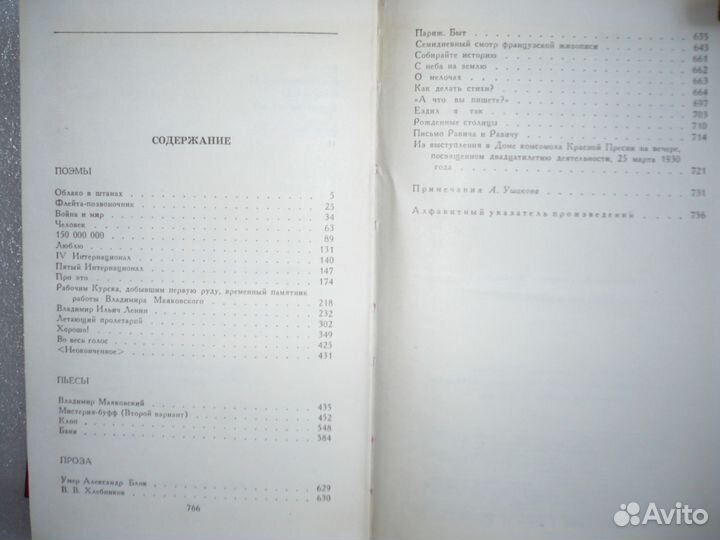 СОДЕРЖАНИЕ
ПОЭМЫ
Облако в штанах 5
Флейта-позвоночник 25
Война и мир 34
Человек 63
150 000 000 89
Люблю 131
IV Интернационал 140
Пятый Интернационал 147
Про это 174
Рабочим Курска, добывшим первую руду, временный памятник
работы Владимира Маяковского 218
Владимир Ильич Ленин 232
Летающий пролетарий 302
Хорошо! 349
Во весь голос 425
<Неоконченное> 431
ПЬЕСЫ
Владимир Маяковский 435
Мистерия-буфф (Второй вариант) 452
Клоп 548
Баня 584
ПРОЗА
Умер Александр Блок 629
В. В. Хлебников 630
766
Париж. Быт 635
Семидневный смотр французской живописи 643
Собирайте историю 661
С неба на землю 662
О мелочах 663
Как делать стихи? 664
«А что вы пишете?» 697
Ездил я так 703
Рожденные столицы 710
Письмо Равича и Равичу 714
Из выступления в Доме комсомола Красной Пресни на вечере,
посвященном двадцатилетию деятельности, 25 марта 1930
года 721
Примечания А. Ушакова 731
Алфавитный указатель произведений 756
Avito